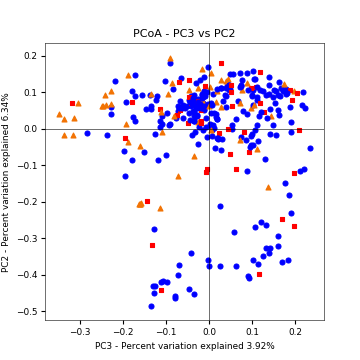 PCoA - PC3 vs PC2
PC2 - Percent variation explained 6.34%
0.2
0.1
0.0
−0.1
−0.2
−0.3
−0.4
−0.5
−0.3 −0.2 −0.1 0.0 0.1 0.2
PC3 - Percent variation explained 3.92%